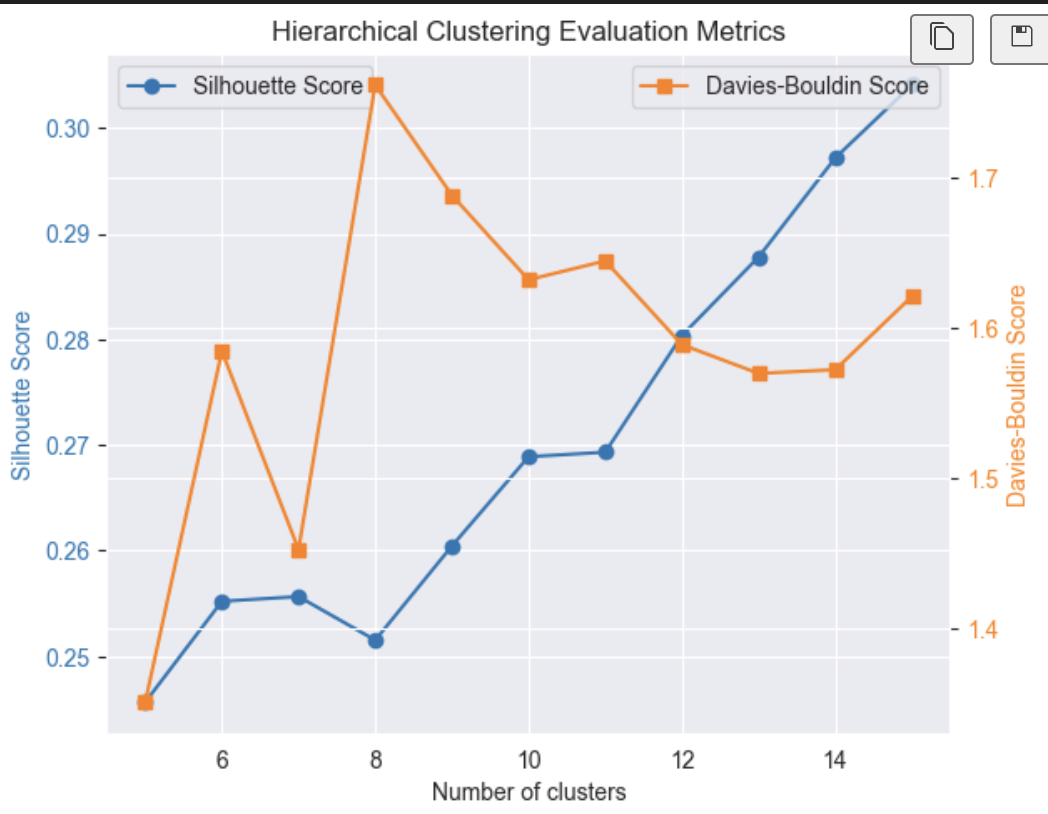 Hierarchical Clustering Evaluation Metrics
Silhouette Score
Davies-Bouldin Score
0.30
0.29
0.28
0.27
0.26
0.25
Silhouette Score
1.7
1.6
1.5
1.4
Davies-Bouldin Score
6 8 10 12 14
Number of clusters